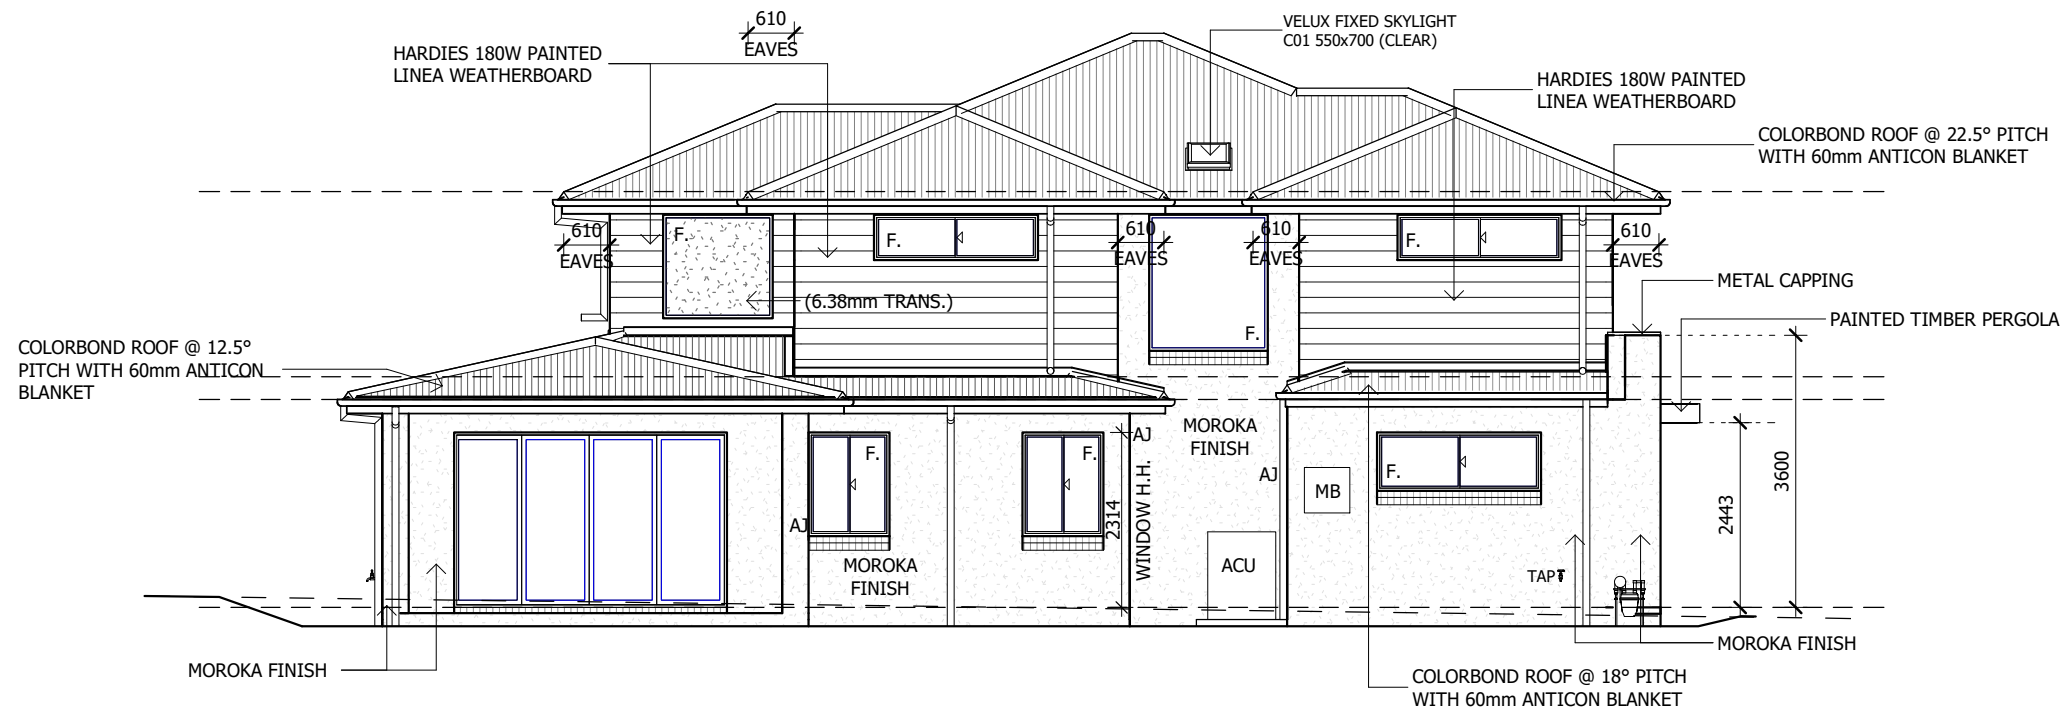 610
EAVES
VELUX FIXED SKYLIGHT
C01 550x700 (CLEAR)
HARDIES 180W PAINTED
LINEA WEATHERBOARD
HARDIES 180W PAINTED
LINEA WEATHERBOARD
COLORBOND ROOF @ 22.5° PITCH
WITH 60mm ANTICON BLANKET
F.
610
EAVES
F.
610
EAVES
610
EAVES
F.
610
EAVES
METAL CAPPING
(6.38mm TRANS.)
F.
PAINTED TIMBER PERGOLA
COLORBOND ROOF @ 12.5°
PITCH WITH 60mm ANTICON
BLANKET
MOROKA
FINISH
AJ
F.
F.
AJ
F.
MB
2314
WINDOW H.H.
2443
3600
AJ
MOROKA
FINISH
ACU
TAP
MOROKA FINISH
MOROKA FINISH
COLORBOND ROOF @ 18° PITCH
WITH 60mm ANTICON BLANKET